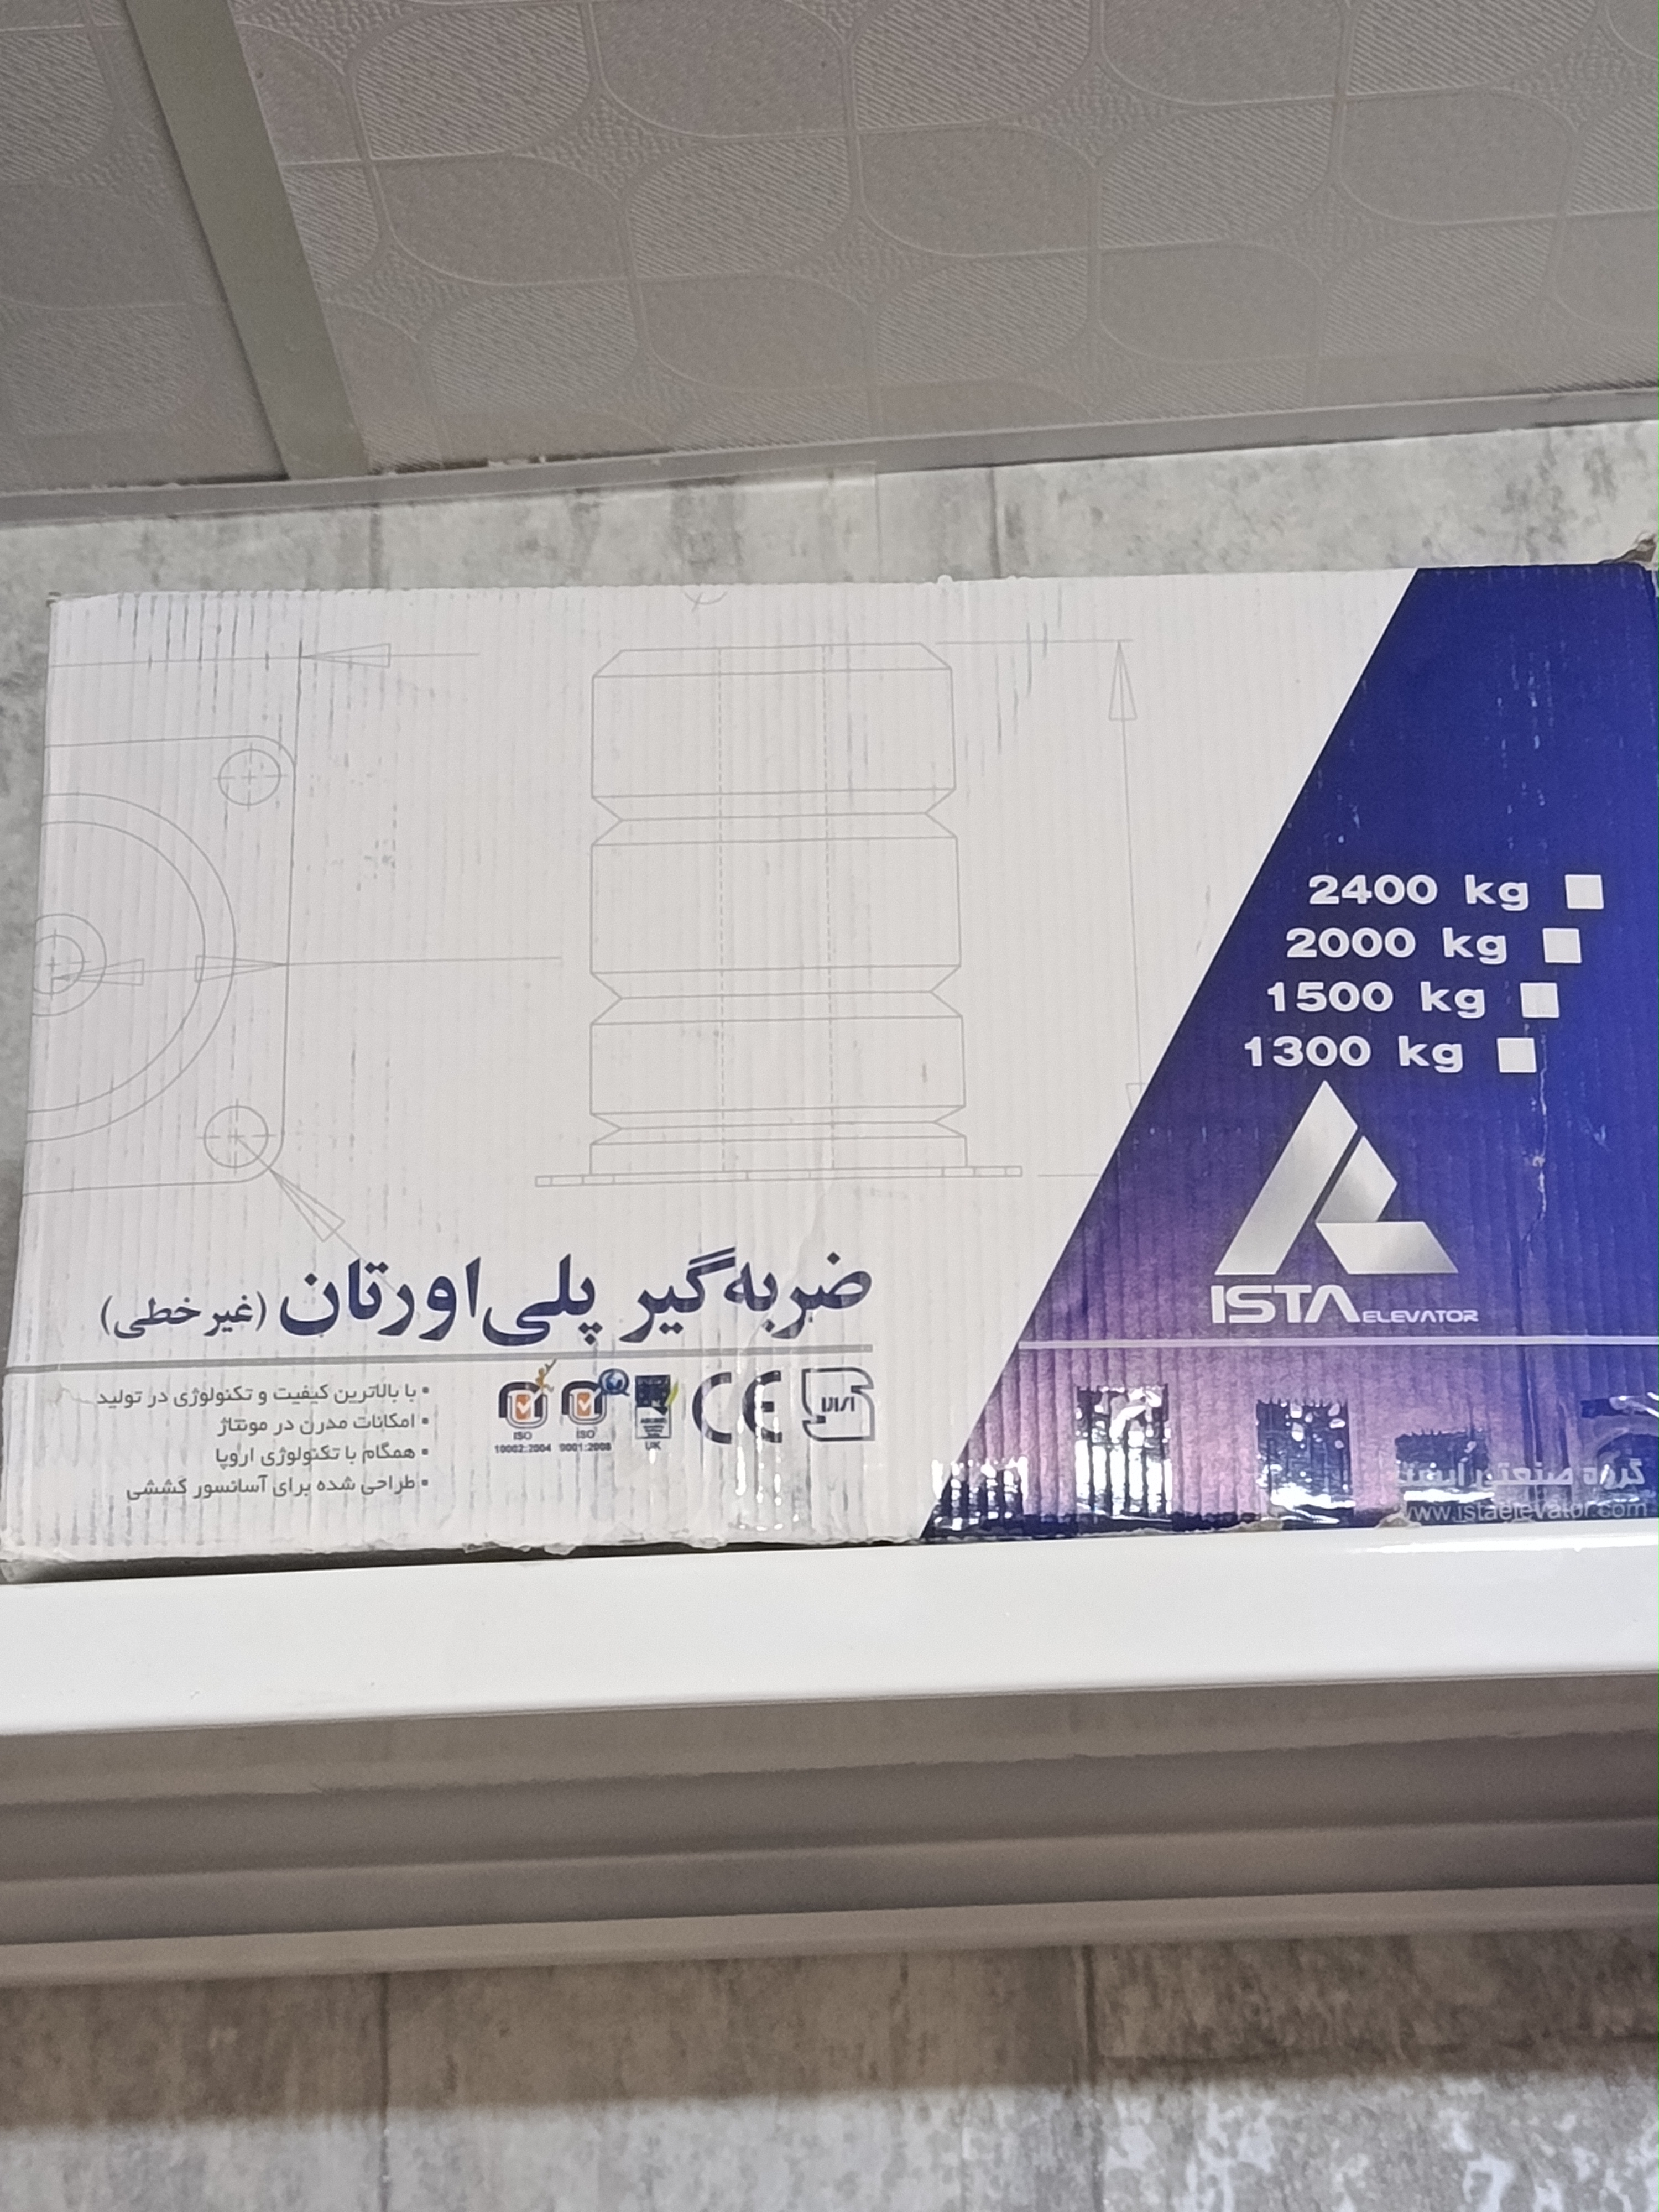 2400 kg
2000 kg
1500 kg
1300 kg
ISTA ELEVATOR
ضربه‌گیر پلی‌اورتان (غیر خطی)
• با بالاترین کیفیت و تکنولوژی در تولید
• امکانات مدرن در مونتاژ
• همگام با تکنولوژی اروپا
• طراحی شده برای آسانسور کششی
ISO
10002:2004
ISO
9001:2008
UK
CE
گروه صنعتی
www.istaelevator.com